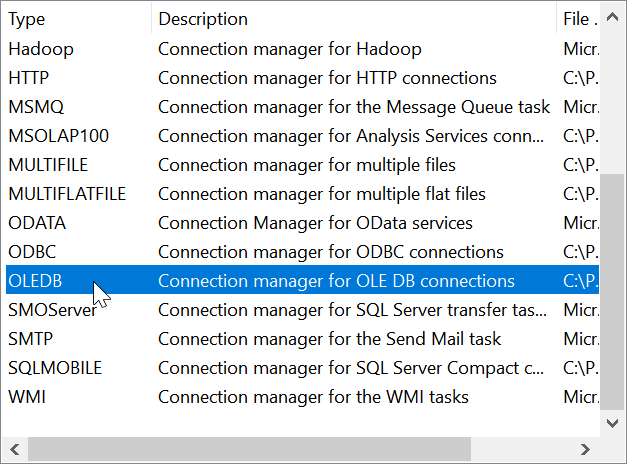 Type Description File .
Hadoop Connection manager for Hadoop Micr.
HTTP Connection manager for HTTP connections C:\P.
MSMQ Connection manager for the Message Queue task Micr.
MSOLAP100 Connection manager for Analysis Services conn... C:\P.
MULTIFILE Connection manager for multiple files C:\P.
MULTIFLATFILE Connection manager for multiple flat files C:\P.
ODATA Connection Manager for OData services Micr.
ODBC Connection manager for ODBC connections C:\P.
OLEDB Connection manager for OLE DB connections C:\P.
SMOServer Connection manager for SQL Server transfer tas... Micr.
SMTP Connection manager for the Send Mail task Micr.
SQLMOBILE Connection manager for SQL Server Compact c... Micr.
WMI Connection manager for the WMI tasks Micr.